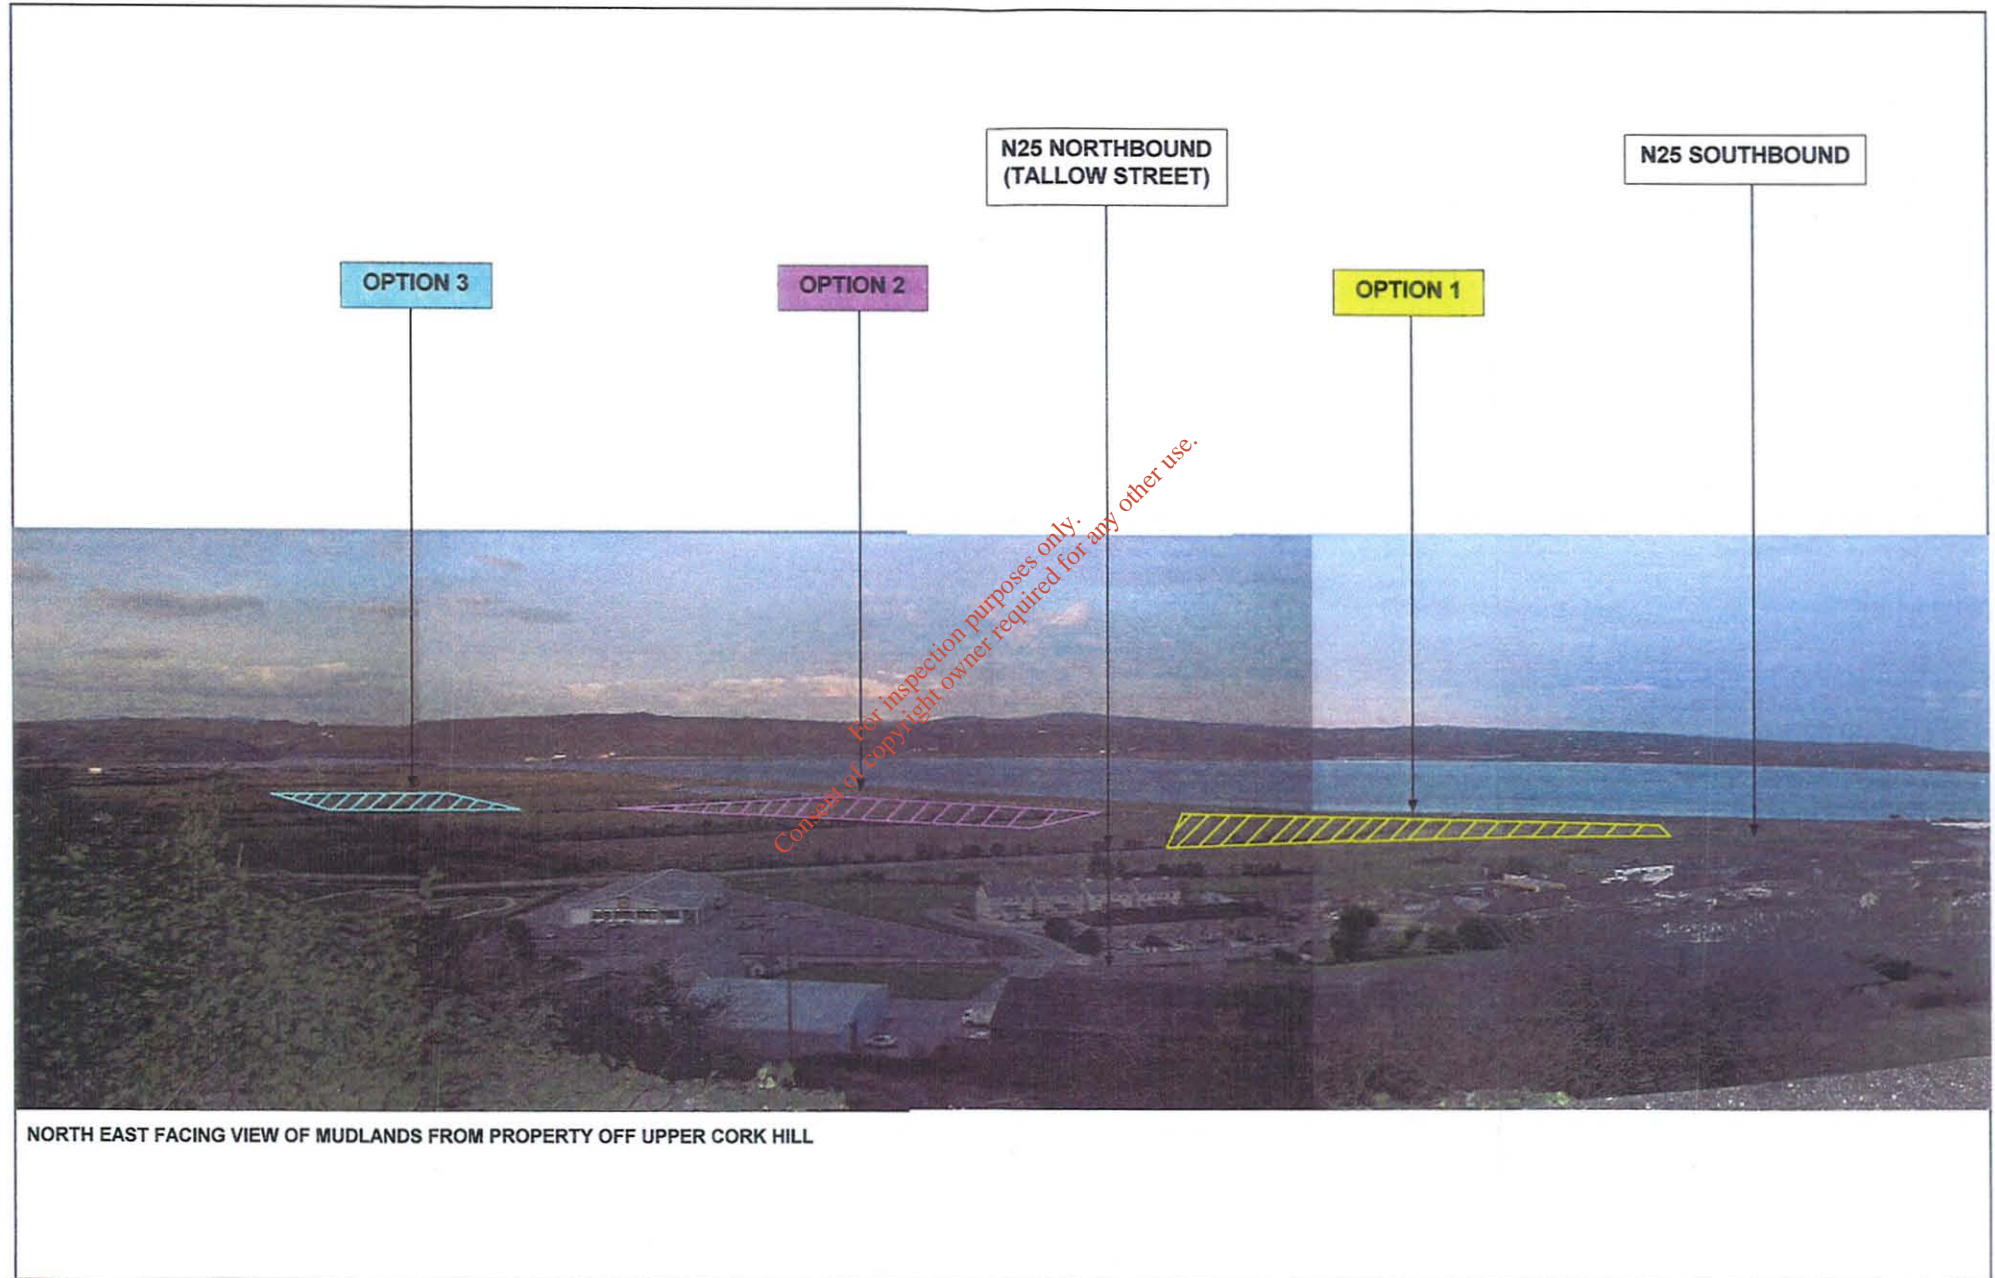 N25 NORTHBOUND
(TALLOW STREET)
N25 SOUTHBOUND
OPTION 3
OPTION 2
OPTION 1
For inspection purposes only.
Consent of copyright owner required for any other use.
NORTH EAST FACING VIEW OF MUDLANDS FROM PROPERTY OFF UPPER CORK HILL